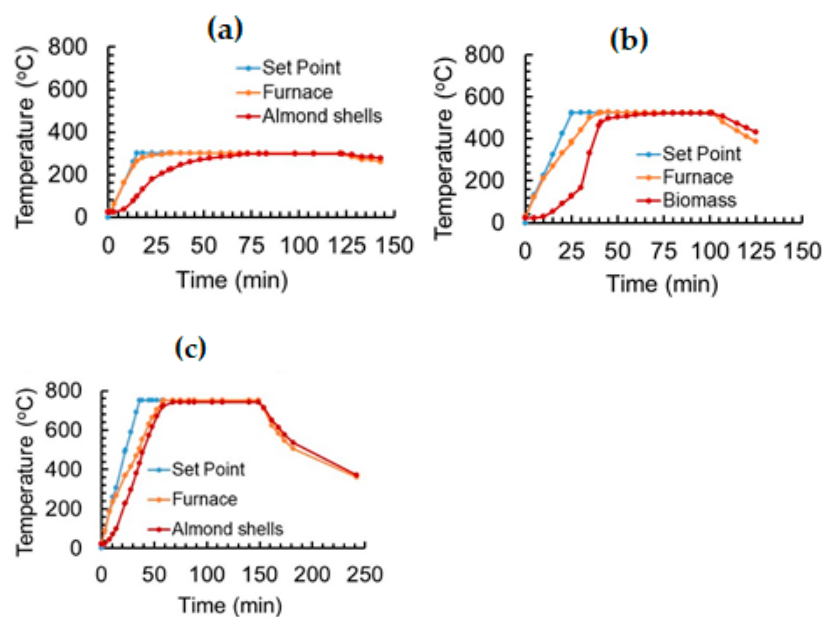 (a)
Temperature (°C)
800
600
400
200
0
Set Point
Furnace
Almond shells
0 25 50 75 100 125 150
Time (min)
(b)
Temperature (°C)
800
600
400
200
0
Set Point
Furnace
Biomass
0 25 50 75 100 125 150
Time (min)
(c)
Temperature (°C)
800
600
400
200
0
Set Point
Furnace
Almond shells
0 50 100 150 200 250
Time (min)